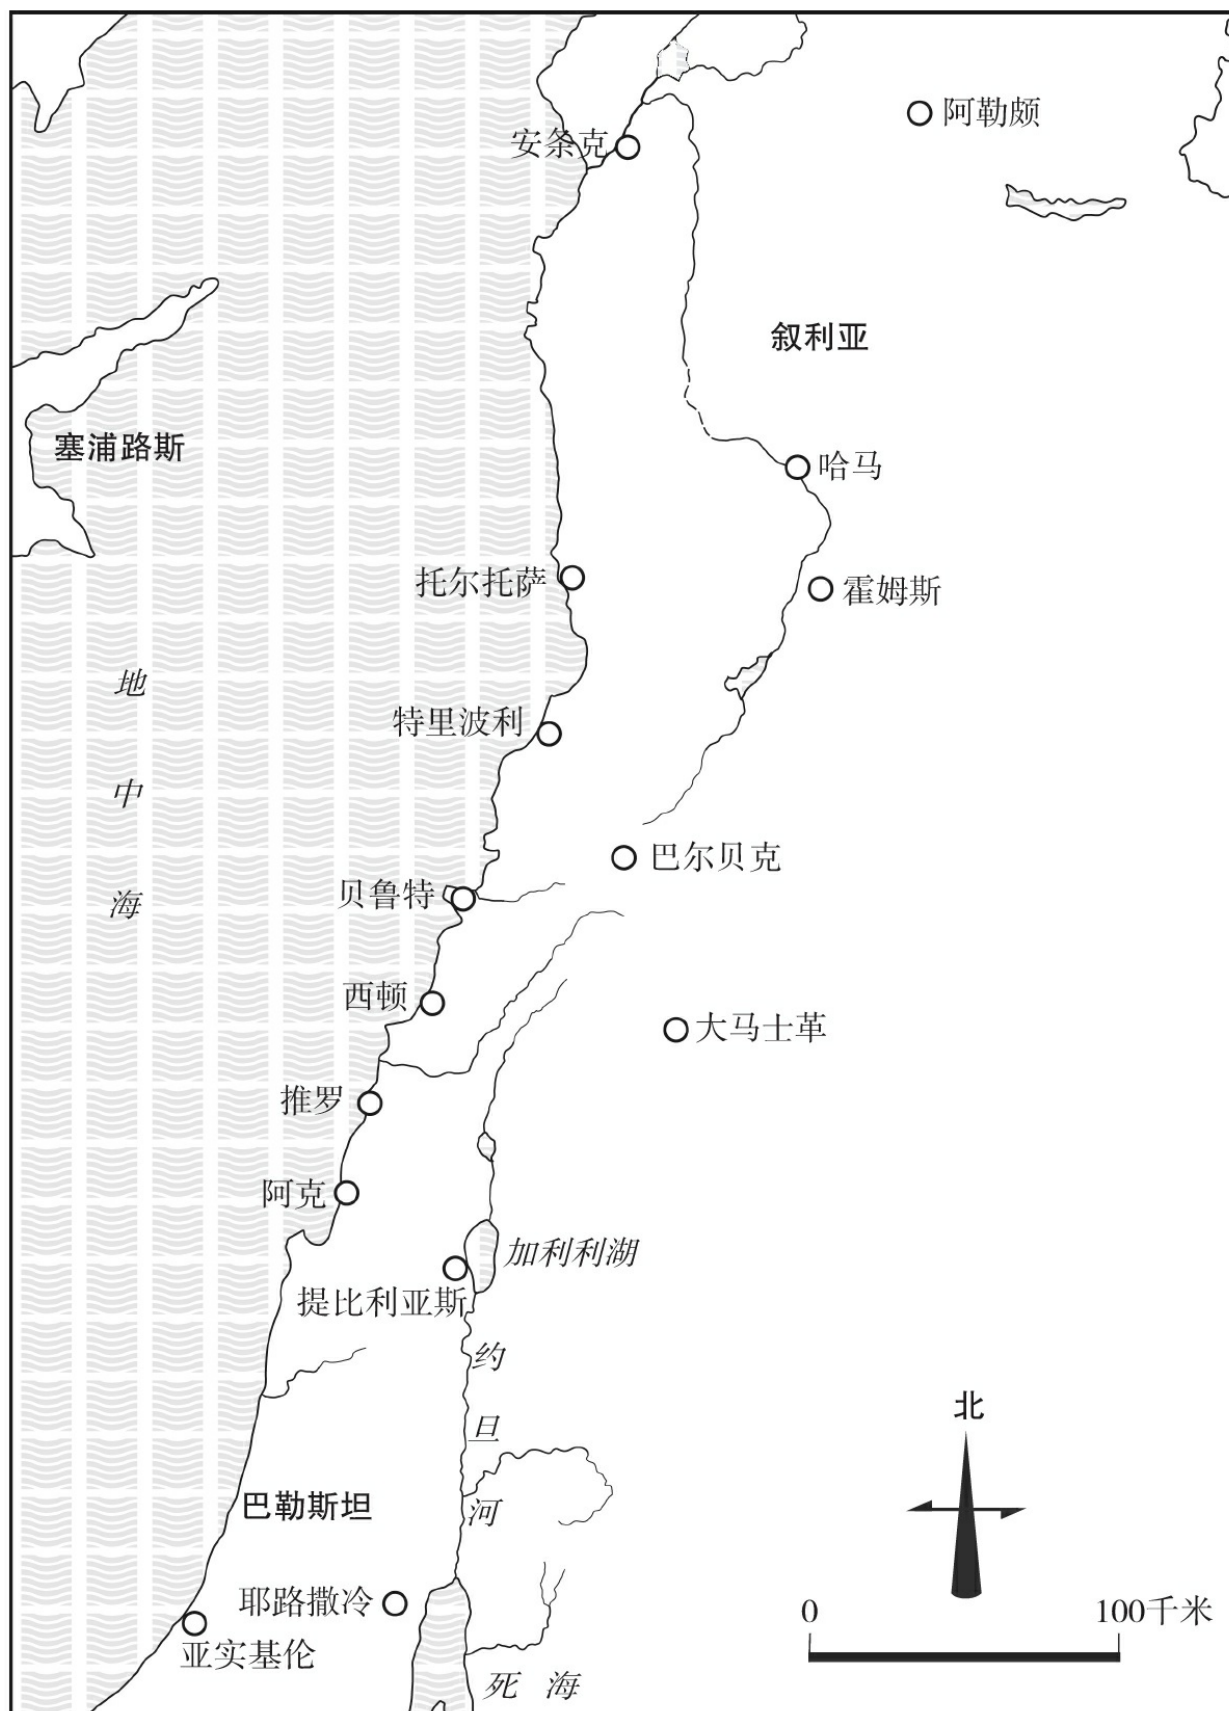 阿勒颇
安条克
叙利亚
塞浦路斯
哈马
托尔托萨
霍姆斯
地中海
特里波利
巴尔贝克
贝鲁特
西顿
大马士革
推罗
阿克
加利利湖
提比利亚斯
约旦河
北
巴勒斯坦
耶路撒冷
0
100千米
亚实基伦
死海